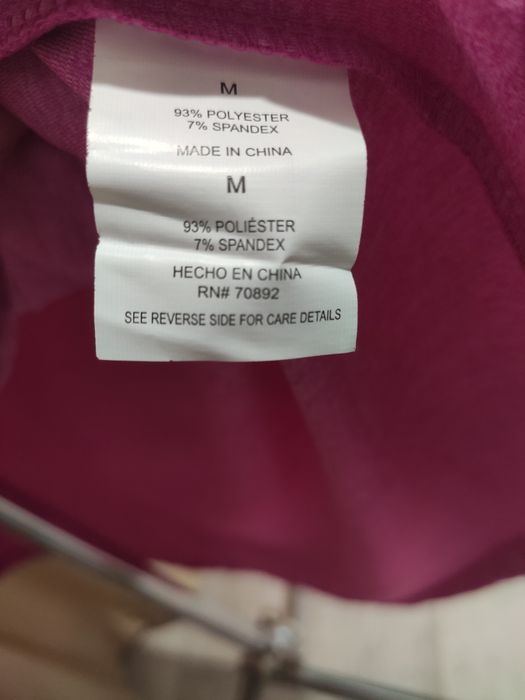 M
93% POLYESTER
7% SPANDEX
MADE IN CHINA
M
93% POLIÉSTER
7% SPANDEX
HECHO EN CHINA
RN# 70892
SEE REVERSE SIDE FOR CARE DETAILS